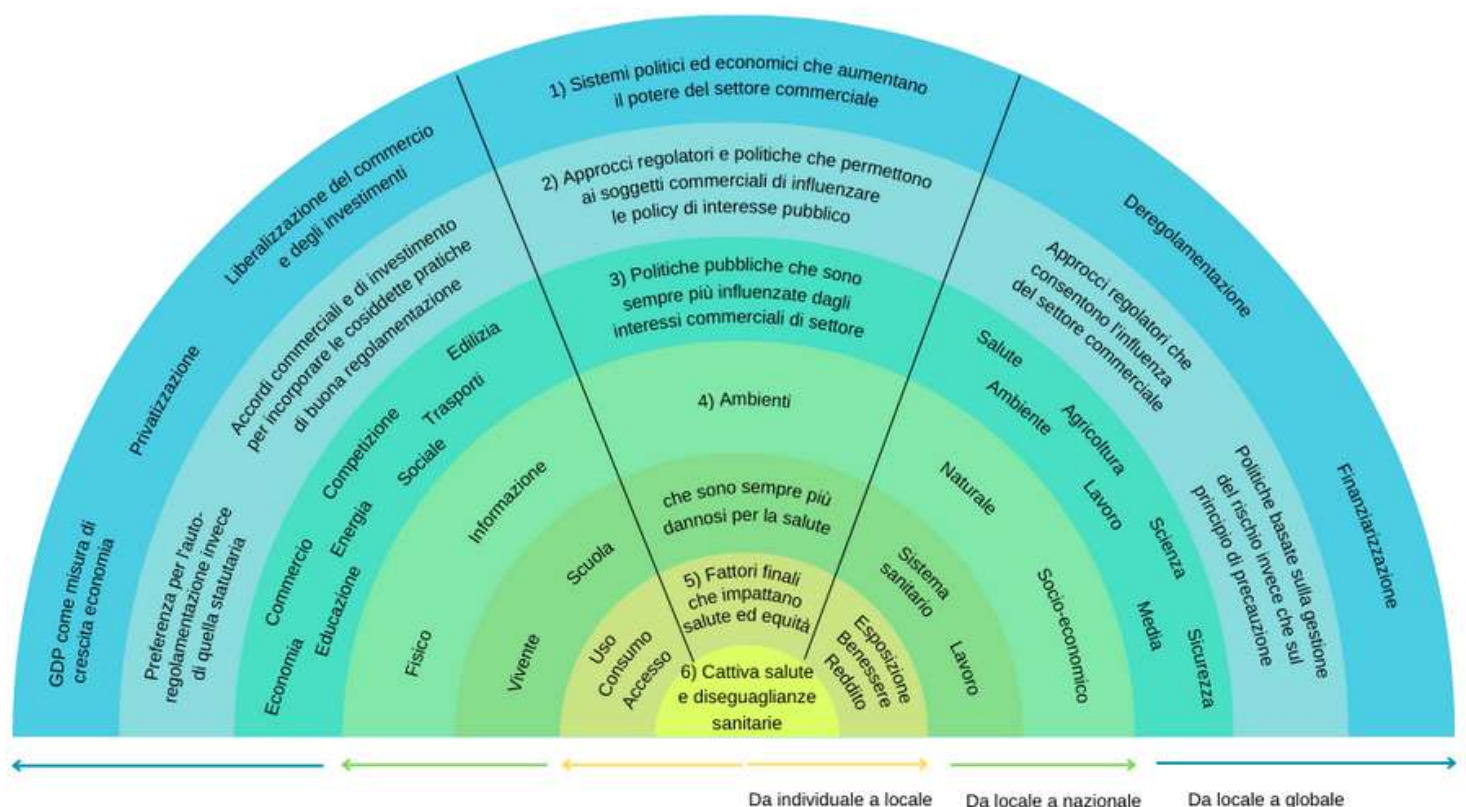 1) Sistemi politici ed economici che aumentano
il potere del settore commerciale
GDP come misura di
crescita economia
Privatizzazione
Liberalizzazione del commercio
e degli investimenti
Deregolamentazione
Finanziarizzazione
2) Approcci regolatori e politiche che permettono
ai soggetti commerciali di influenzare
le policy di interesse pubblico
Preferenza per l'auto-
regolamentazione invece
di quella statutaria
Accordi commerciali e di investimento
per incorporare le cosiddette pratiche
di buona regolamentazione
Approcci regolatori che
consentono l'influenza
del settore commerciale
Politiche basate sulla gestione
del rischio invece che sul
principio di precauzione
3) Politiche pubbliche che sono
sempre più influenzate dagli
interessi commerciali di settore
Economia
Educazione
Commercio
Energia
Competizione
Sociale
Trasporti
Edilizia
Salute
Ambiente
Agricoltura
Lavoro
Scienza
Media
Sicurezza
4) Ambienti
Fisico
Informazione
Naturale
Socio-economico
che sono sempre più
dannosi per la salute
Vivente
Scuola
Sistema
sanitario
Lavoro
5) Fattori finali
che impattano
salute ed equità
Uso
Consumo
Accesso
Esposizione
Benessere
Reddito
6) Cattiva salute
e diseguaglianze
sanitarie
Da individuale a locale
Da locale a nazionale
Da locale a globale